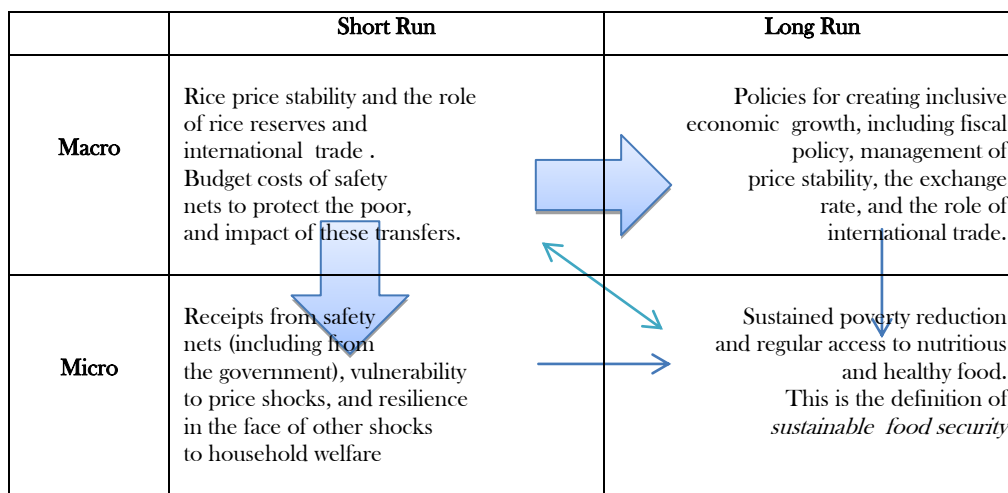 Short Run
Long Run
Macro
Rice price stability and the role
of rice reserves and
international trade .
Budget costs of safety
nets to protect the poor,
and impact of these transfers.
Policies for creating inclusive
economic growth, including fiscal
policy, management of
price stability, the exchange
rate, and the role of
international trade.
Micro
Receipts from safety
nets (including from
the government), vulnerability
to price shocks, and resilience
in the face of other shocks
to household welfare
Sustained poverty reduction
and regular access to nutritious
and healthy food.
This is the definition of
sustainable food security